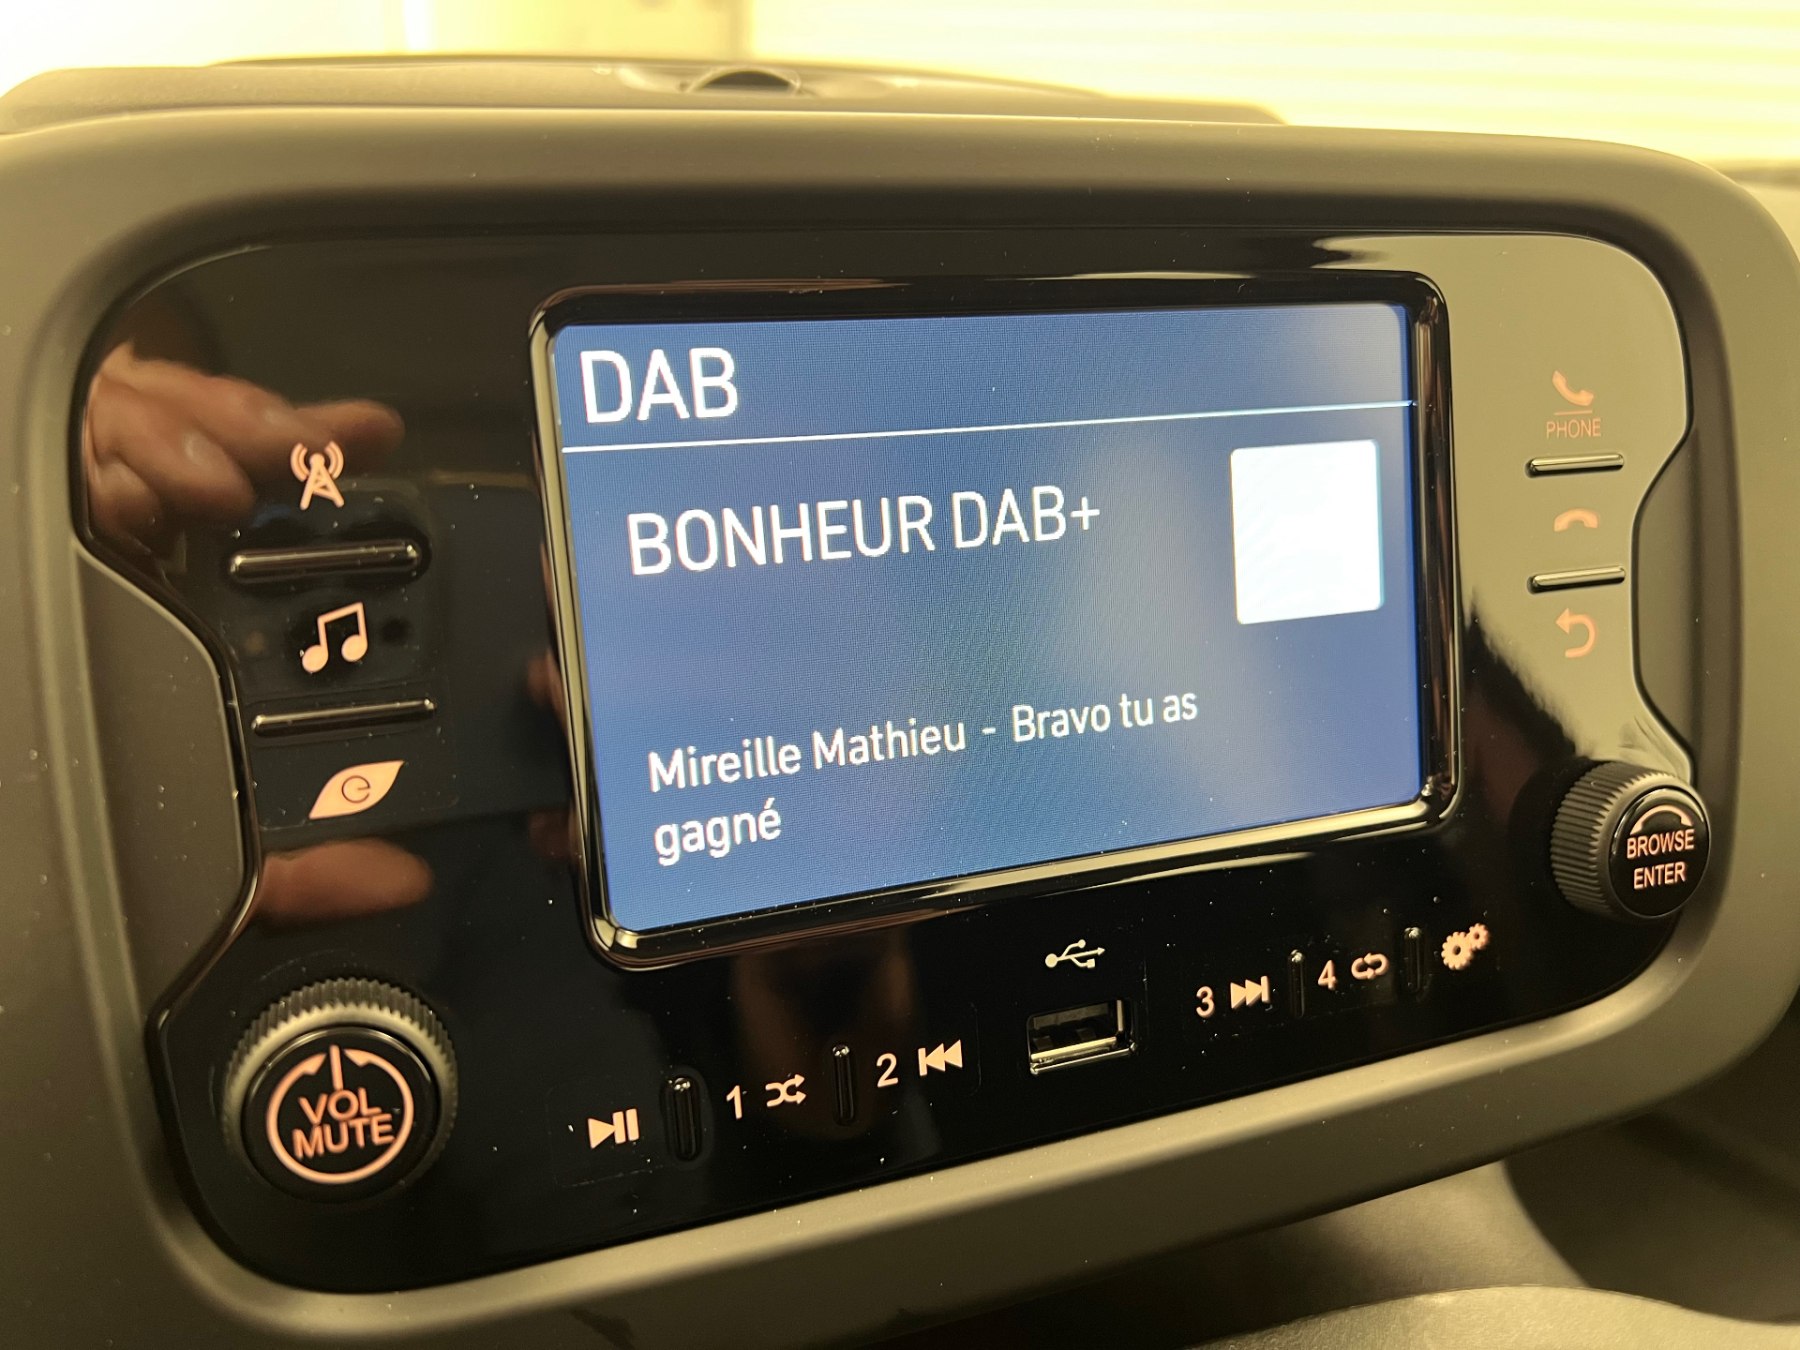 DAB
BONHEUR DAB+
Mireille Mathieu - Bravo tu as
gagné
PHONE
BROWSE
ENTER
VOL
MUTE
1
2
3
4